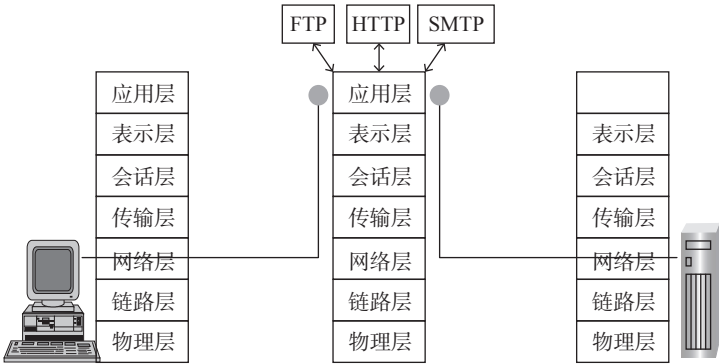 FTP HTTP SMTP
应用层
表示层
会话层
传输层
网络层
链路层
物理层
应用层
表示层
会话层
传输层
网络层
链路层
物理层
表示层
会话层
传输层
网络层
链路层
物理层